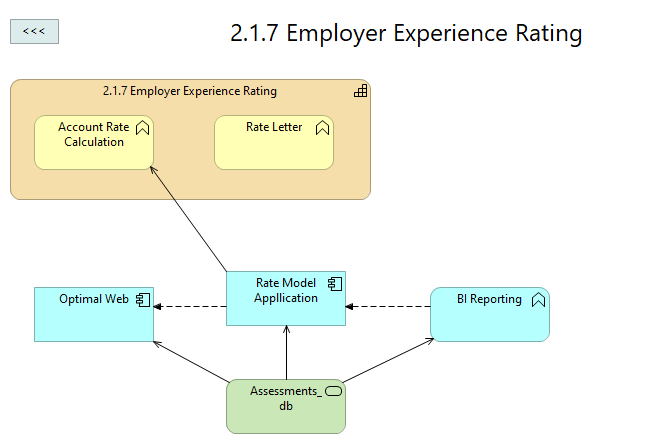 <<<
2.1.7 Employer Experience Rating
2.1.7 Employer Experience Rating
Account Rate
Calculation
Rate Letter
Optimal Web
Rate Model
Appllication
BI Reporting
Assessments_
db